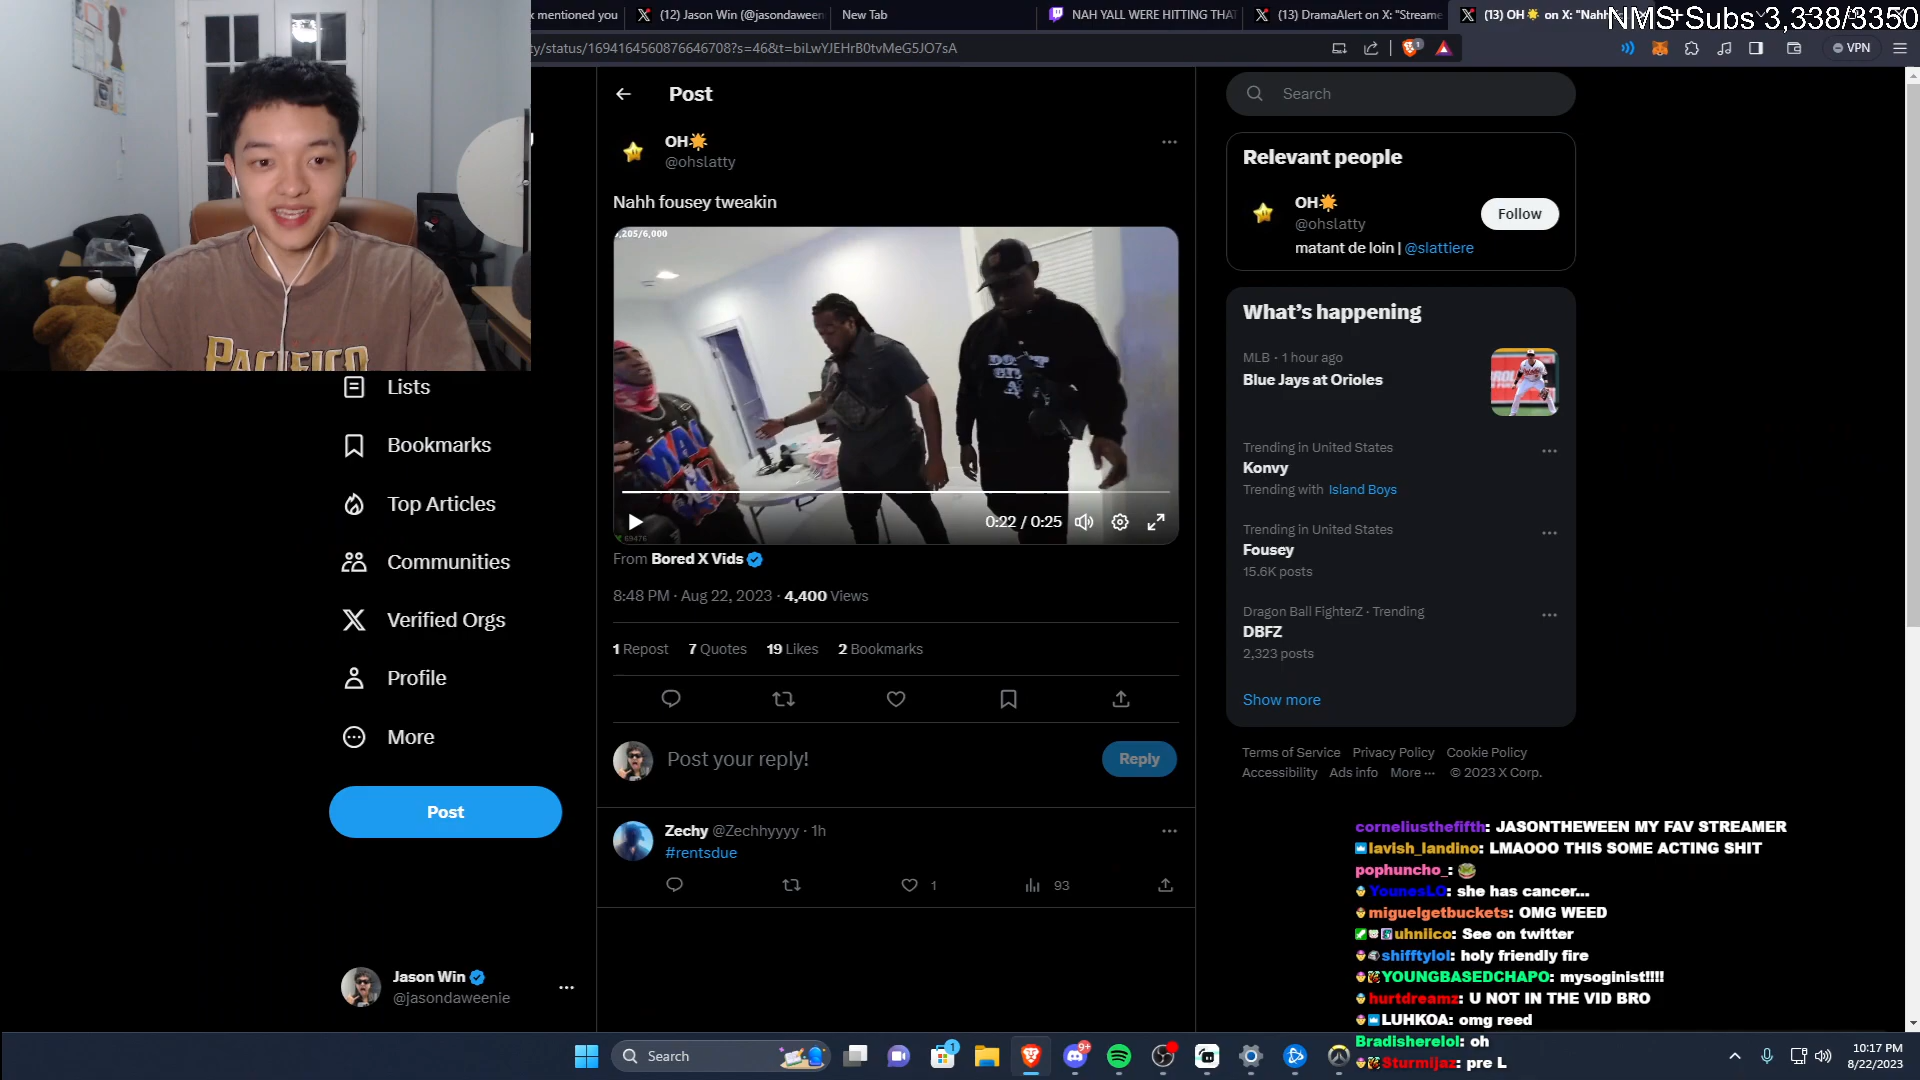 x mentioned you
(12) Jason Win (@jasondaween
New Tab
NAH YALL WERE HITTING THAT
(13) DramaAlert on X: "Streame
(13) OH🌟 on X: "Nahh
NMS+Subs 3,338/3350
ty/status/1694164560876646708?s=46&t=biLwYJEHrB0tvMeG5JO7sA
1
VPN
PACIFICO
Lists
Bookmarks
Top Articles
Communities
Verified Orgs
Profile
More
Post
Jason Win
@jasondaweenie
Post
OH🌟
@ohslatty
Nahh fousey tweakin
,205/6,000
69476
0:22 / 0:25
From Bored X Vids
8:48 PM · Aug 22, 2023 · 4,400 Views
1 Repost 7 Quotes 19 Likes 2 Bookmarks
Post your reply!
Reply
Zechy @Zechhyyyy · 1h
#rentsdue
1
93
Search
Relevant people
OH🌟
@ohslatty
Follow
matant de loin | @slattiere
What's happening
MLB · 1 hour ago
Blue Jays at Orioles
Trending in United States
Konvy
Trending with Island Boys
Trending in United States
Fousey
15.6K posts
Dragon Ball FighterZ · Trending
DBFZ
2,323 posts
Show more
Terms of Service Privacy Policy Cookie Policy
Accessibility Ads info More ··· © 2023 X Corp.
corneliusthefifth: JASONTHEWEEN MY FAV STREAMER
lavish_landino: LMAOOO THIS SOME ACTING SHIT
pophuncho_:
YounesLO: she has cancer...
miguelgetbuckets: OMG WEED
uhniico: See on twitter
shifftylol: holy friendly fire
YOUNGBASEDCHAPO: mysoginist!!!!
hurtdreamz: U NOT IN THE VID BRO
LUHKOA: omg reed
Bradisherelol: oh
Sturmijaz: pre L
Search
1
9+
10:17 PM
8/22/2023